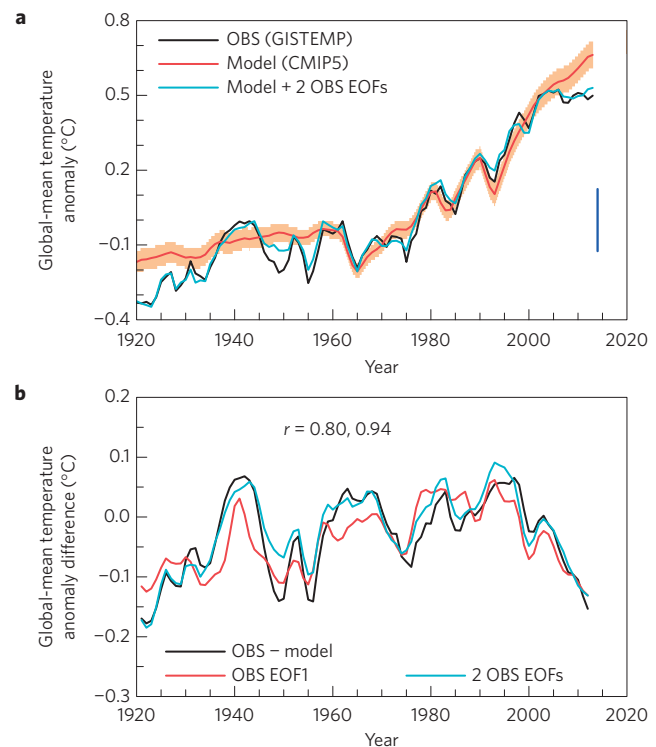 a
0.8
0.5
0.2
−0.1
−0.4
Global-mean temperature
anomaly (°C)
OBS (GISTEMP)
Model (CMIP5)
Model + 2 OBS EOFs
1920 1940 1960 1980 2000 2020
Year
b
0.2
0.1
0.0
−0.1
−0.2
−0.3
Global-mean temperature
anomaly difference (°C)
r = 0.80, 0.94
OBS − model
OBS EOF1 2 OBS EOFs
1920 1940 1960 1980 2000 2020
Year